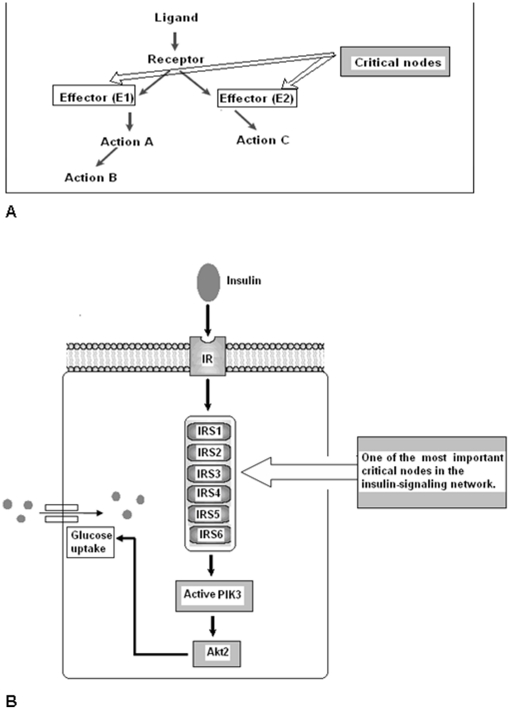 Ligand
Receptor
Critical nodes
Effector (E1)
Effector (E2)
Action A
Action C
Action B
A
Insulin
IR
IRS1
IRS2
IRS3
IRS4
IRS5
IRS6
One of the most important
critical nodes in the
insulin-signaling network.
Glucose
uptake
Active PIK3
Akt2
B